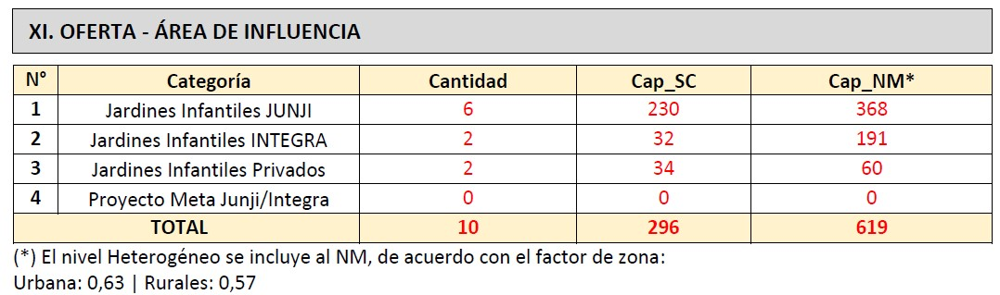 XI. OFERTA - ÁREA DE INFLUENCIA
N° Categoría Cantidad Cap_SC Cap_NM*
1 Jardines Infantiles JUNJI 6 230 368
2 Jardines Infantiles INTEGRA 2 32 191
3 Jardines Infantiles Privados 2 34 60
4 Proyecto Meta Junji/Integra 0 0 0
TOTAL 10 296 619
(*) El nivel Heterogéneo se incluye al NM, de acuerdo con el factor de zona:
Urbana: 0,63 | Rurales: 0,57